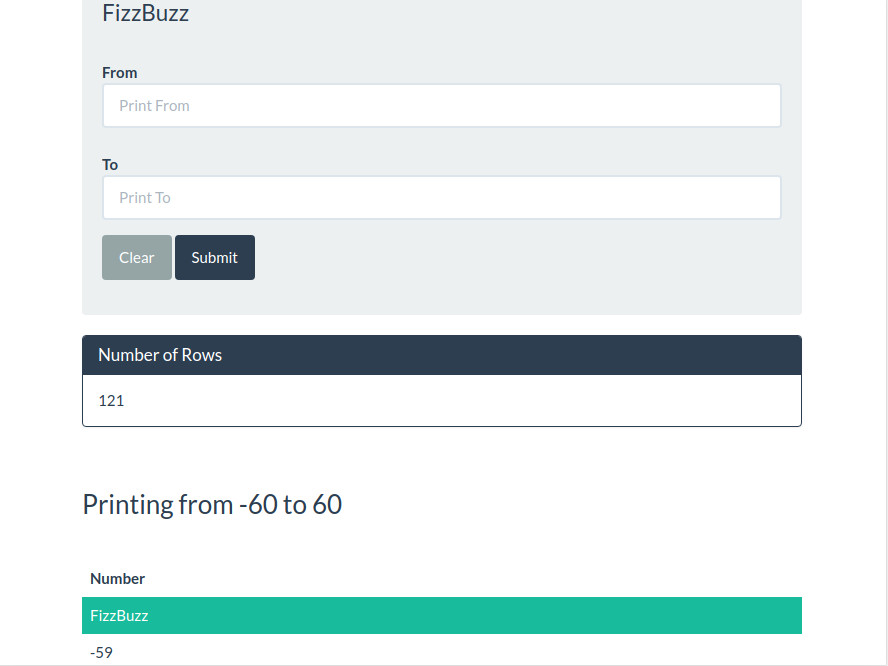 FizzBuzz
From
Print From
To
Print To
Clear Submit
Number of Rows
121
Printing from -60 to 60
Number
FizzBuzz
-59